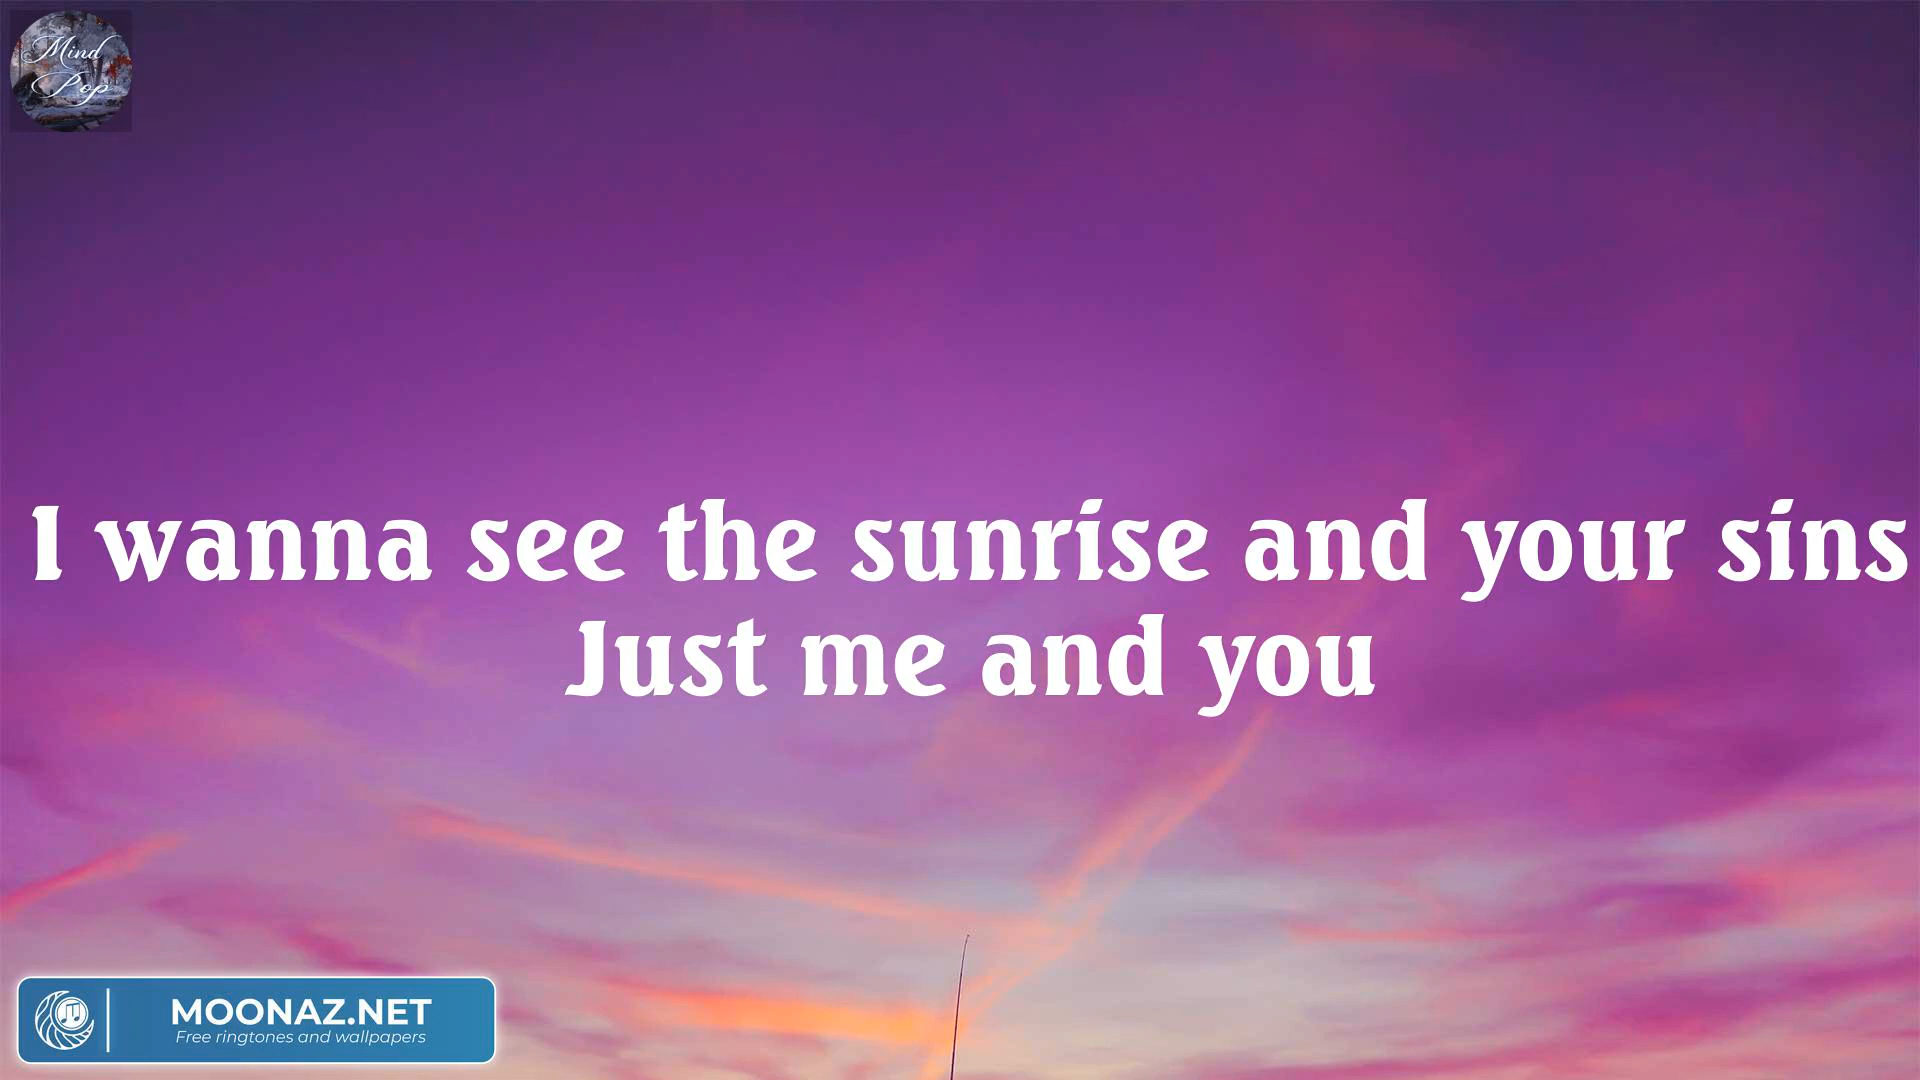 Mind
Pop
I wanna see the sunrise and your sins
Just me and you
MOONAZ.NET
Free ringtones and wallpapers